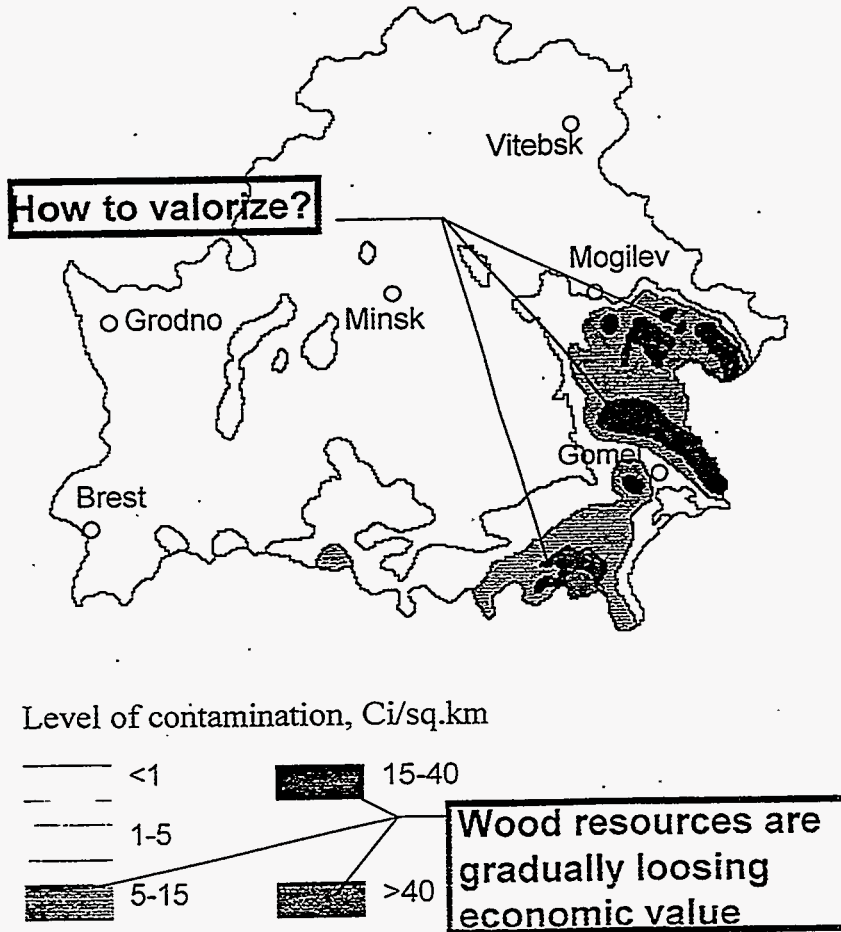 Vitebsk
How to valorize?
Mogilev
Grodno
Minsk
Gomel
Brest
Level of contamination, Ci/sq.km
<1
15-40
1-5
5-15
>40
Wood resources are
gradually loosing
economic value